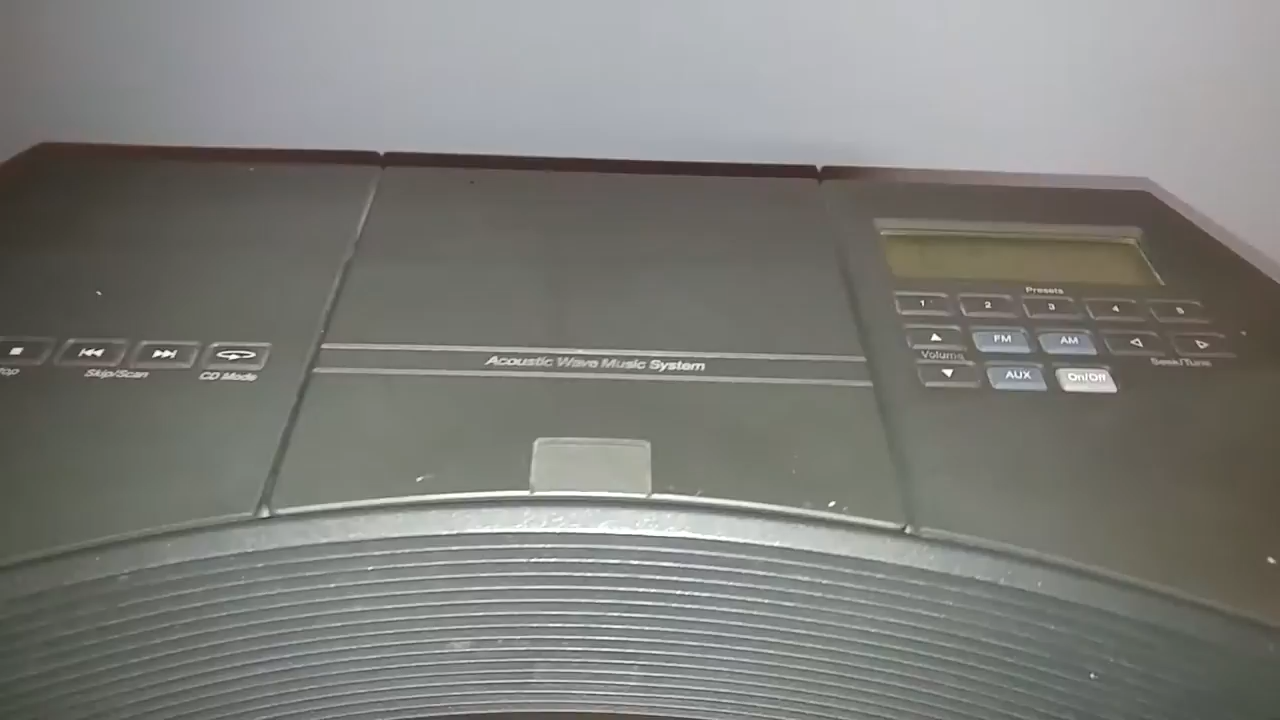 Presets
1 2 3 4 5
FM AM
Volume
Seek/Tune
AUX On/Off
Acoustic Wave Music System
Skip/Scan
CD Mode